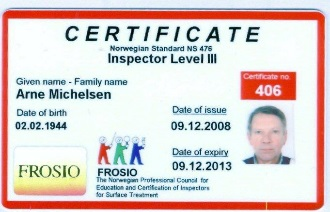 CERTIFICATE
Norwegian Standard NS 476
Inspector Level III
Given name - Family name
Arne Michelsen
Certificate no.
406
Date of birth
02.02.1944
Date of issue
09.12.2008
Date of expiry
09.12.2013
FROSIO
FROSIO
The Norwegian Professional Council for
Education and Certification of Inspectors
for Surface Treatment